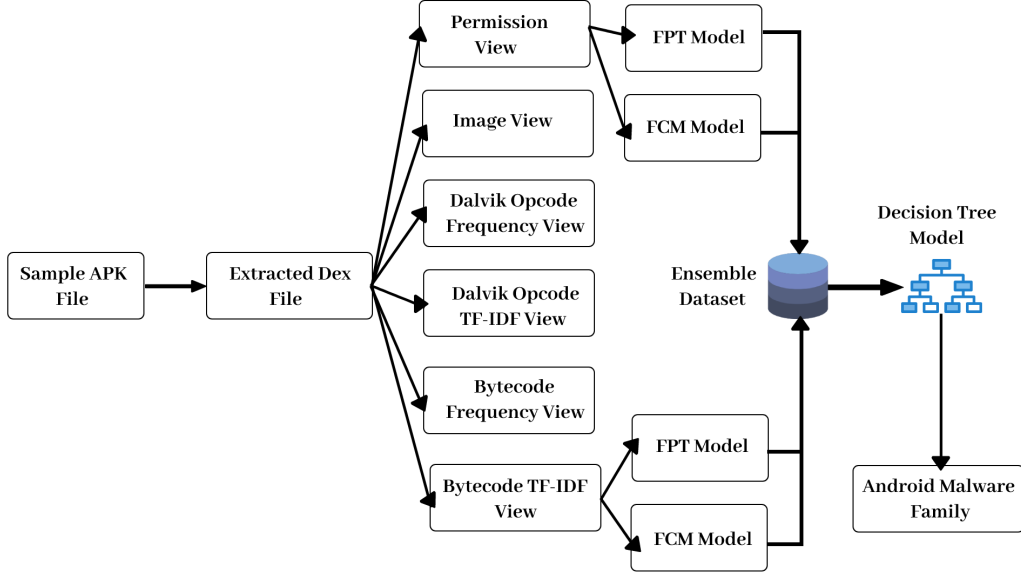 Permission
View
FPT Model
Image View
FCM Model
Dalvik Opcode
Frequency View
Decision Tree
Model
Sample APK
File
Extracted Dex
File
Ensemble
Dataset
Dalvik Opcode
TF-IDF View
Bytecode
Frequency View
FPT Model
Bytecode TF-IDF
View
FCM Model
Android Malware
Family